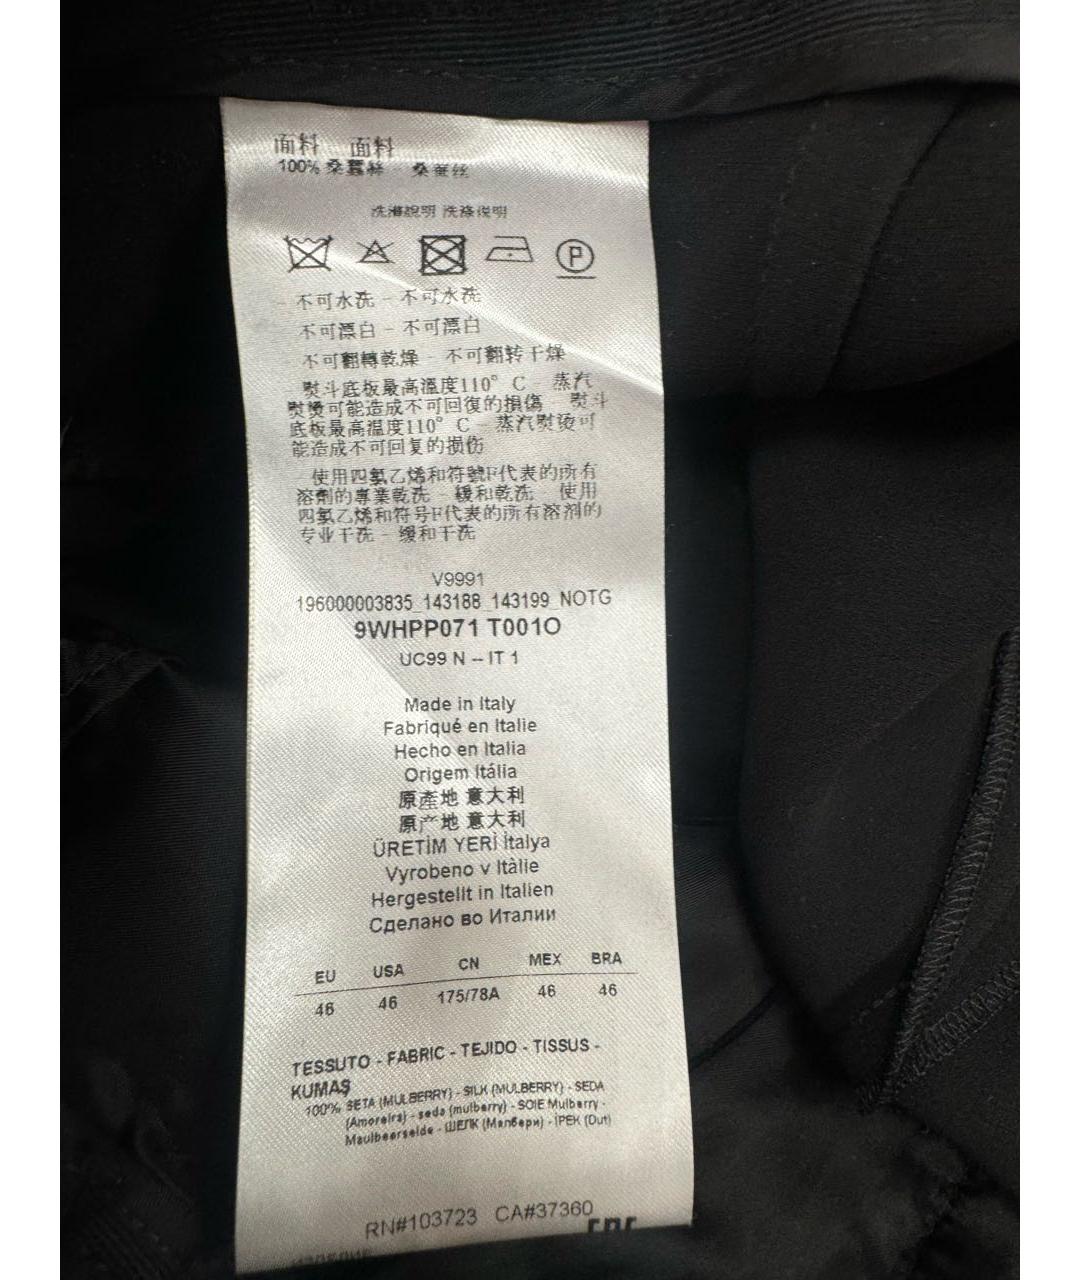 面料 面料
100% 桑蠶絲 桑蚕丝
洗滌說明 洗涤说明
P
- 不可水洗 - 不可水洗
不可漂白 - 不可漂白
不可翻轉乾燥 - 不可翻转干燥
熨斗底板最高溫度110° C - 蒸汽
熨燙可能造成不可回復的損傷 熨斗
底板最高温度110° C - 蒸汽熨烫可
能造成不可回复的损伤
使用四氯乙烯和符號F代表的所有
溶劑的專業乾洗 - 緩和乾洗 使用
四氯乙烯和符号F代表的所有溶剂的
专业干洗 - 缓和干洗
V9991
196000003835_143188_143199_NOTG
9WHPP071 T001O
UC99 N -- IT 1
Made in Italy
Fabriqué en Italie
Hecho en Italia
Origem Itália
原產地 意大利
原产地 意大利
ÜRETİM YERİ İtalya
Vyrobeno v Itàlie
Hergestellt in Italien
Сделано во Италии
EU USA CN MEX BRA
46 46 175/78A 46 46
TESSUTO - FABRIC - TEJIDO - TISSUS -
KUMAŞ
100% SETA (MULBERRY) - SILK (MULBERRY) - SEDA
(Amoreira) - seda (mulberry) - SOIE Mulberry -
Maulbeerseide - ШЕЛК (Малбери) - İPEK (Dut)
RN#103723 CA#37360